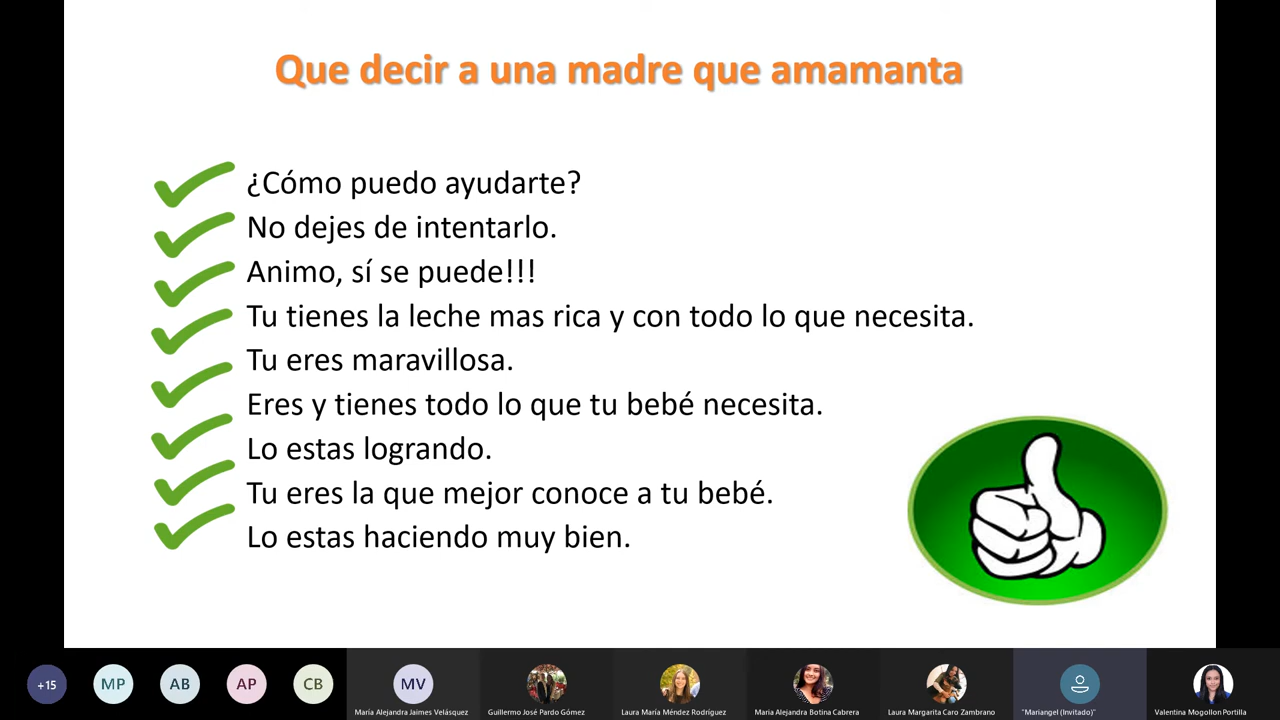 Que decir a una madre que amamanta
¿Cómo puedo ayudarte?
No dejes de intentarlo.
Animo, sí se puede!!!
Tu tienes la leche mas rica y con todo lo que necesita.
Tu eres maravillosa.
Eres y tienes todo lo que tu bebé necesita.
Lo estas logrando.
Tu eres la que mejor conoce a tu bebé.
Lo estas haciendo muy bien.
+15
MP
AB
AP
CB
MV
María Alejandra Jaimes Velásquez
Guillermo José Pardo Gómez
Laura María Méndez Rodríguez
Maria Alejandra Botina Cabrera
Laura Margarita Caro Zambrano
"Mariangel (Invitado)"
Valentina Mogollon Portilla